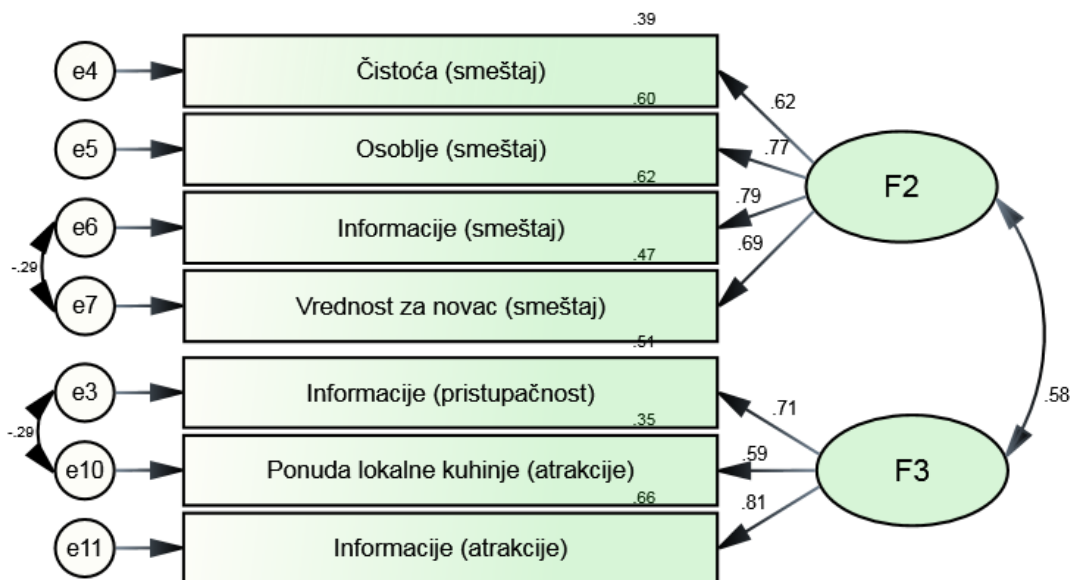 .39
e4
Čistoća (smeštaj)
.62
.60
e5
Osoblje (smeštaj)
.77
F2
.62
e6
Informacije (smeštaj)
.79
-.29
.47
.69
e7
Vrednost za novac (smeštaj)
.51
e3
Informacije (pristupačnost)
.71
.58
-.29
.35
e10
Ponuda lokalne kuhinje (atrakcije)
.59
F3
.66
e11
Informacije (atrakcije)
.81